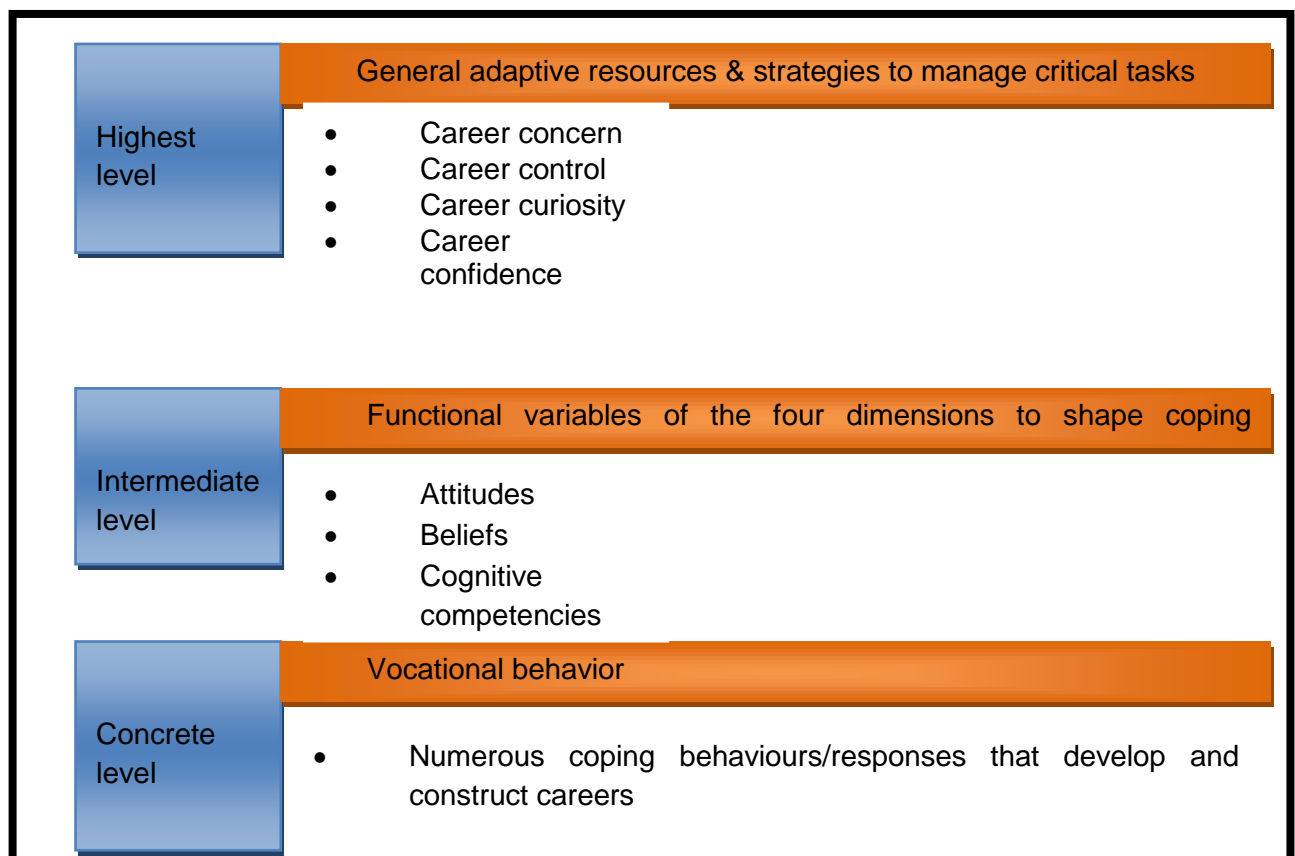 General adaptive resources & strategies to manage critical tasks
Highest
level
• Career concern
• Career control
• Career curiosity
• Career
confidence
Functional variables of the four dimensions to shape coping
Intermediate
level
• Attitudes
• Beliefs
• Cognitive
competencies
Vocational behavior
Concrete
level
• Numerous coping behaviours/responses that develop and
construct careers